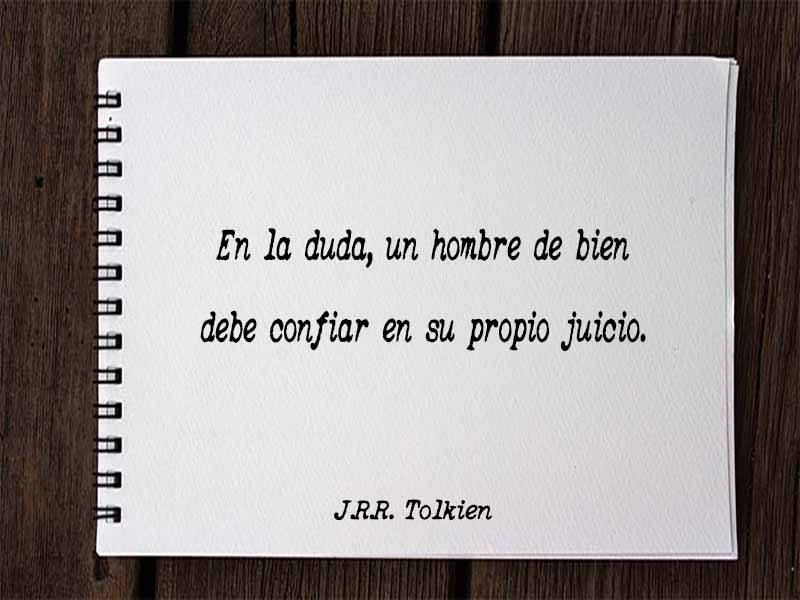 En la duda, un hombre de bien
debe confiar en su propio juicio.
J.R.R. Tolkien